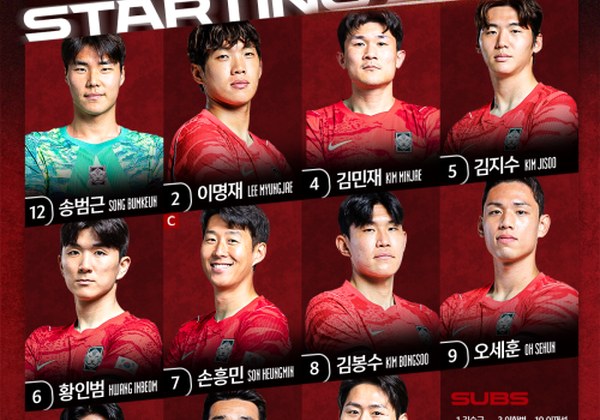 STARTING
12 송범근 SONG BUMKEUN
2 이명재 LEE MYUNGJAE
4 김민재 KIM MINJAE
5 김지수 KIM JISOO
C
6 황인범 HWANG INBEOM
7 손흥민 SON HEUNGMIN
8 김봉수 KIM BONGSOO
9 오세훈 OH SEHUN
SUBS